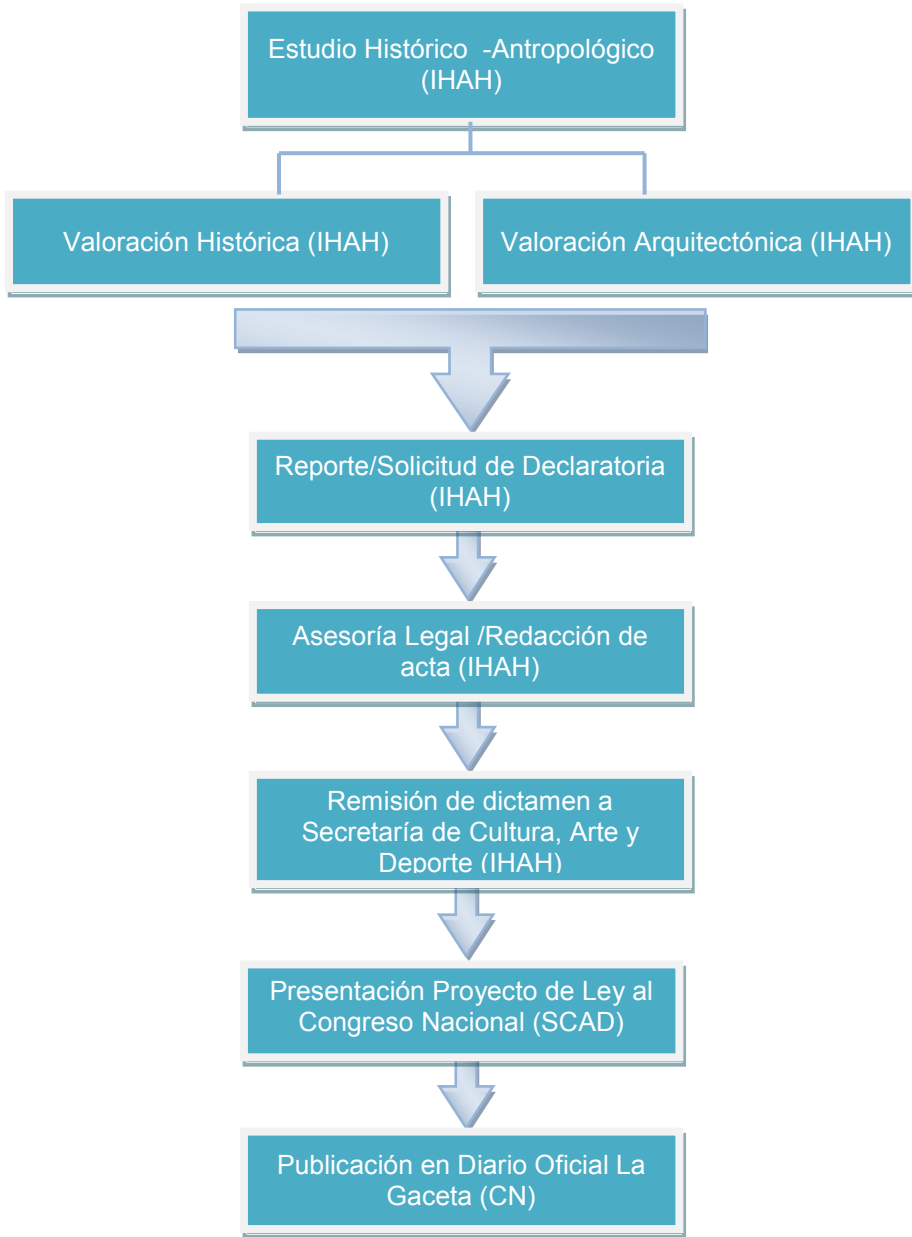 Estudio Histórico -Antropológico
(IHAH)
Valoración Histórica (IHAH)
Valoración Arquitectónica (IHAH)
Reporte/Solicitud de Declaratoria
(IHAH)
Asesoría Legal /Redacción de
acta (IHAH)
Remisión de dictamen a
Secretaría de Cultura, Arte y
Deporte (IHAH)
Presentación Proyecto de Ley al
Congreso Nacional (SCAD)
Publicación en Diario Oficial La
Gaceta (CN)